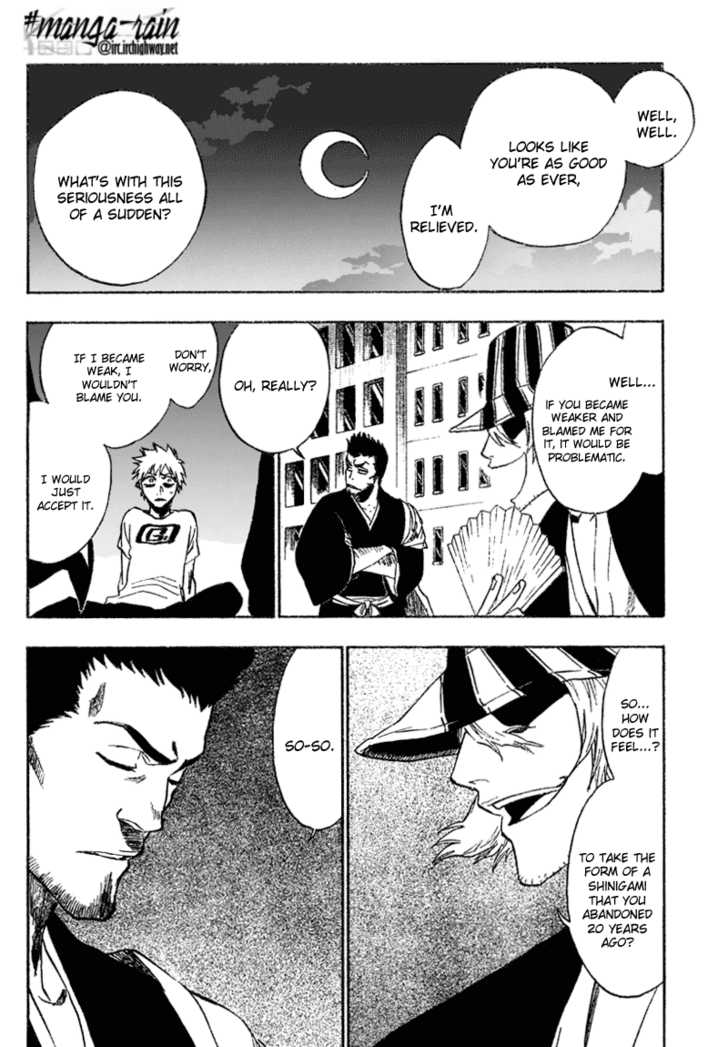 #manga-rain
@irc.irchighway.net
WELL,
WELL.
LOOKS LIKE
YOU'RE AS GOOD
AS EVER,
I'M
RELIEVED.
WHAT'S WITH THIS
SERIOUSNESS ALL
OF A SUDDEN?
WELL...
IF YOU BECAME
WEAKER AND
BLAMED ME FOR
IT, IT WOULD BE
PROBLEMATIC.
OH, REALLY?
DON'T
WORRY,
IF I BECAME
WEAK, I
WOULDN'T
BLAME YOU.
I WOULD
JUST
ACCEPT IT.
SO...
HOW
DOES IT
FEEL...?
TO TAKE THE
FORM OF A
SHINIGAMI
THAT YOU
ABANDONED
20 YEARS
AGO?
SO-SO.